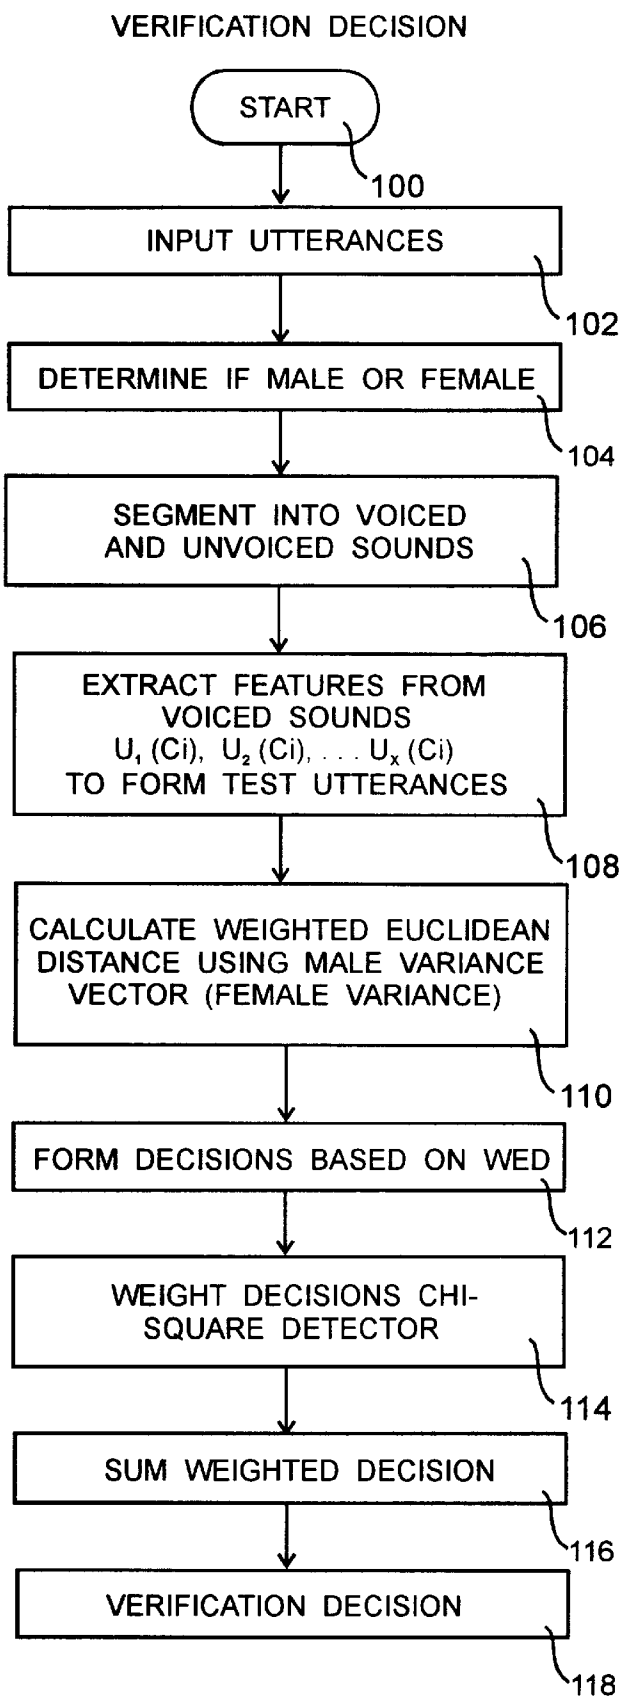 VERIFICATION DECISION
START
100
INPUT UTTERANCES
102
DETERMINE IF MALE OR FEMALE
104
SEGMENT INTO VOICED
AND UNVOICED SOUNDS
106
EXTRACT FEATURES FROM
VOICED SOUNDS
U₁ (Ci), U₂ (Ci), ... Uₓ (Ci)
TO FORM TEST UTTERANCES
108
CALCULATE WEIGHTED EUCLIDEAN
DISTANCE USING MALE VARIANCE
VECTOR (FEMALE VARIANCE)
110
FORM DECISIONS BASED ON WED
112
WEIGHT DECISIONS CHI-
SQUARE DETECTOR
114
SUM WEIGHTED DECISION
116
VERIFICATION DECISION
118